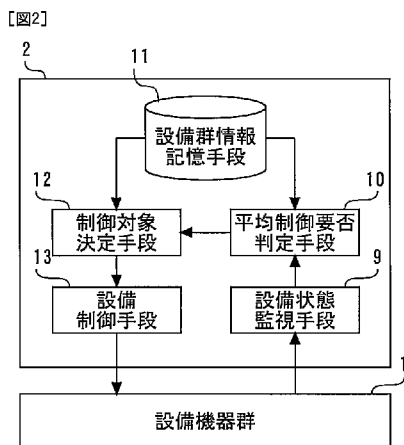 [図2]
2
11
設備群情報
記憶手段
12
制御対象
決定手段
10
平均制御要否
判定手段
13
設備
制御手段
9
設備状態
監視手段
1
設備機器群